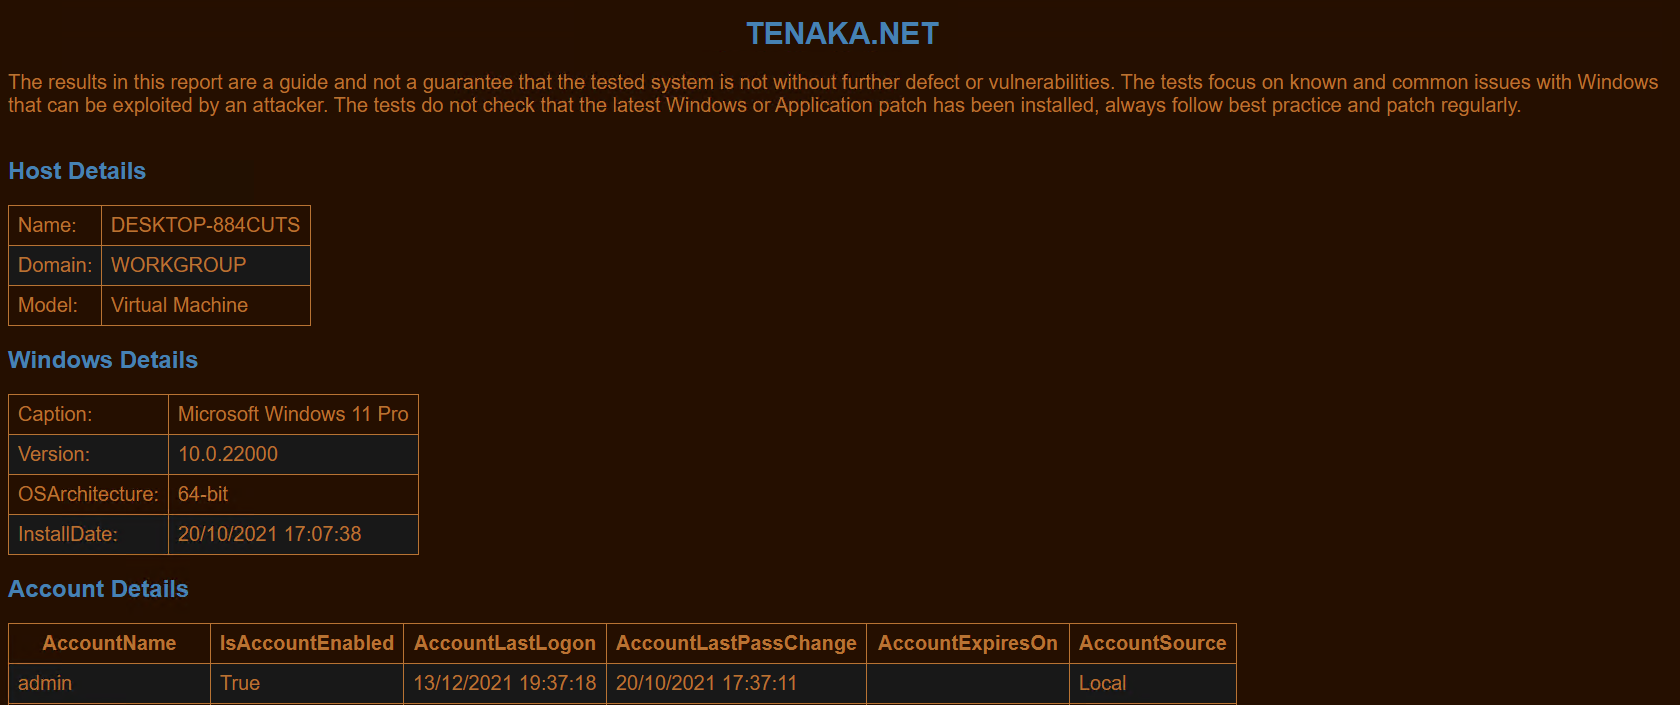 TENAKA.NET
The results in this report are a guide and not a guarantee that the tested system is not without further defect or vulnerabilities. The tests focus on known and common issues with Windows
that can be exploited by an attacker. The tests do not check that the latest Windows or Application patch has been installed, always follow best practice and patch regularly.
Host Details
Name: DESKTOP-884CUTS
Domain: WORKGROUP
Model: Virtual Machine
Windows Details
Caption: Microsoft Windows 11 Pro
Version: 10.0.22000
OSArchitecture: 64-bit
InstallDate: 20/10/2021 17:07:38
Account Details
AccountName IsAccountEnabled AccountLastLogon AccountLastPassChange AccountExpiresOn AccountSource
admin True 13/12/2021 19:37:18 20/10/2021 17:37:11 Local